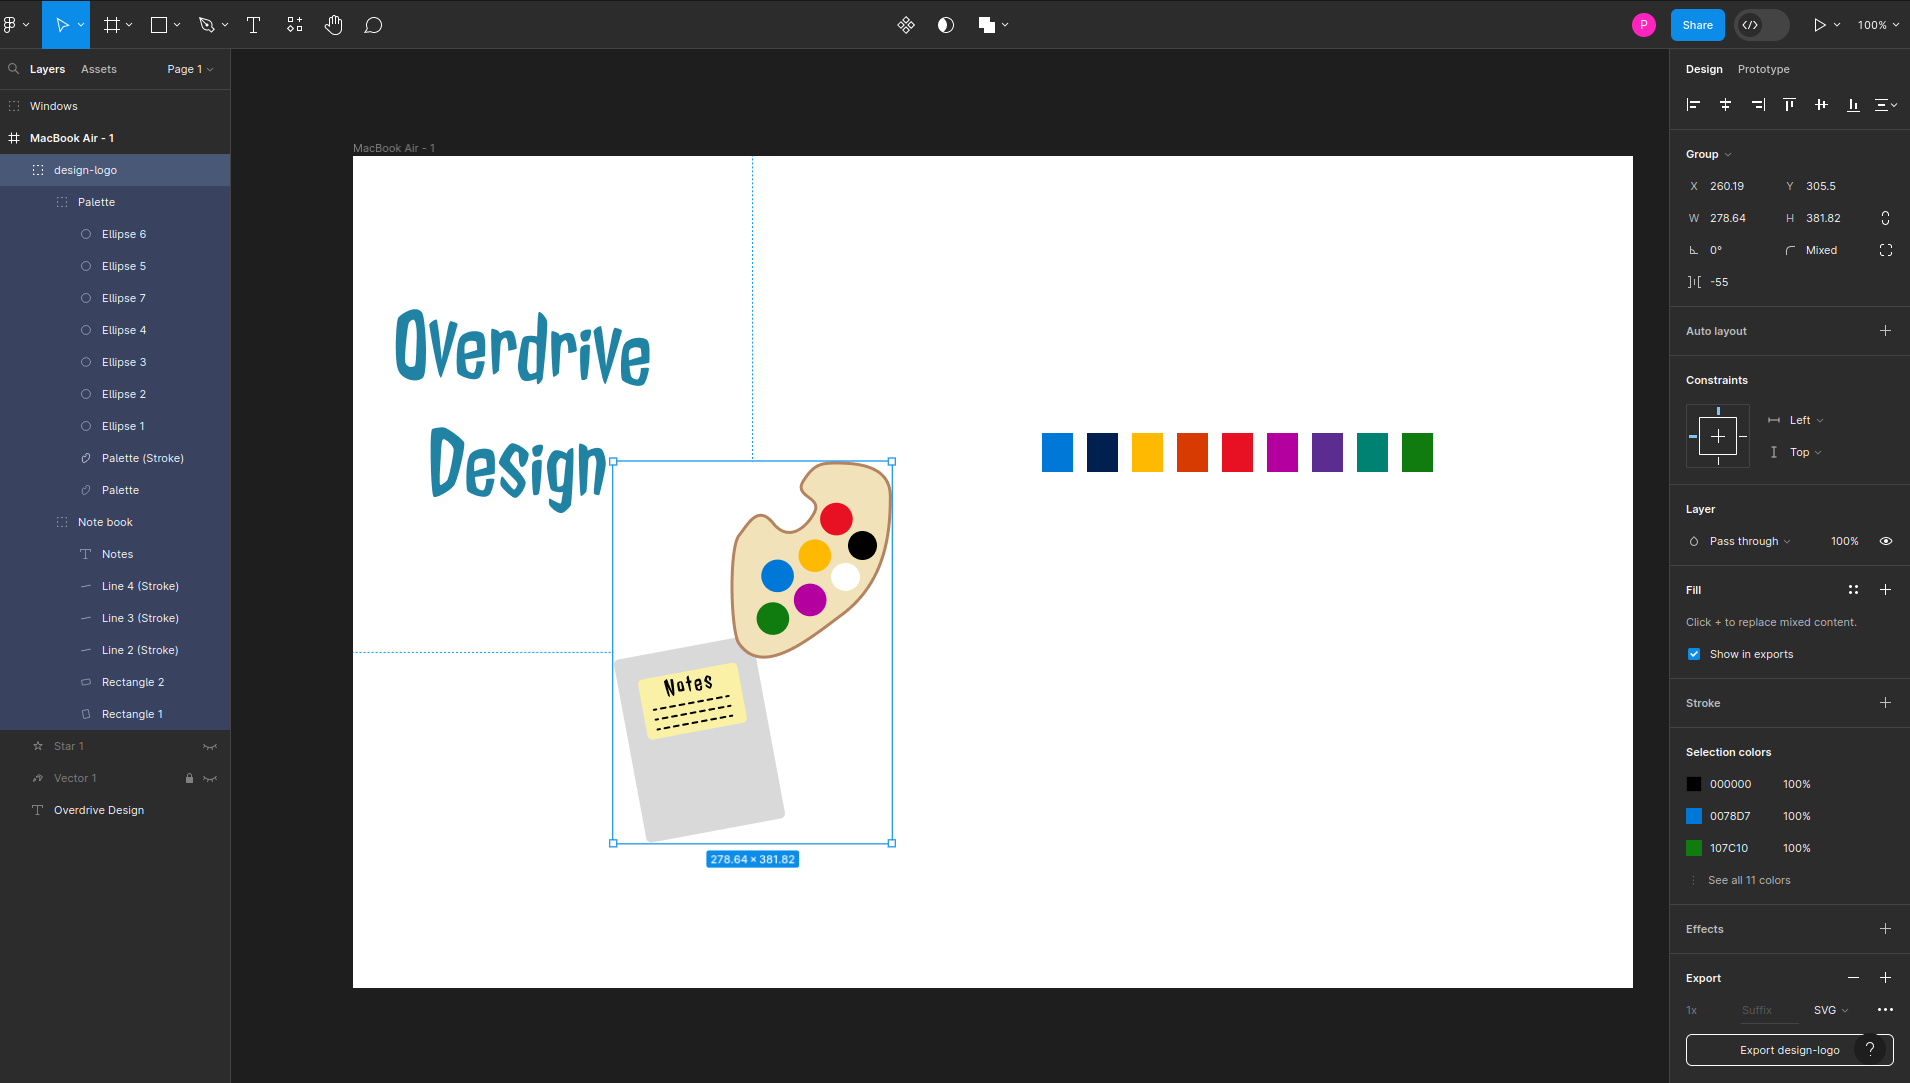 Share
100%
Layers
Assets
Page 1
Windows
MacBook Air - 1
design-logo
Palette
Ellipse 6
Ellipse 5
Ellipse 7
Ellipse 4
Ellipse 3
Ellipse 2
Ellipse 1
Palette (Stroke)
Palette
Note book
Notes
Line 4 (Stroke)
Line 3 (Stroke)
Line 2 (Stroke)
Rectangle 2
Rectangle 1
Star 1
Vector 1
Overdrive Design
MacBook Air - 1
Overdrive
Design
Notes
278.64 × 381.82
P
Design
Prototype
Group
X 260.19 Y 305.5
W 278.64 H 381.82
0° Mixed
-55
Auto layout
Constraints
Left
Top
Layer
Pass through 100%
Fill
Click + to replace mixed content.
Show in exports
Stroke
Selection colors
000000 100%
0078D7 100%
107C10 100%
See all 11 colors
Effects
Export
1x Suffix SVG
Export design-logo ?